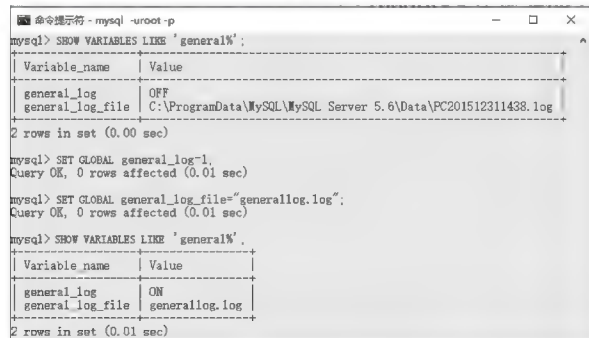 命令提示符 - mysql -uroot -p
mysql> SHOW VARIABLES LIKE 'general%';
+------------------+------------------------------------------------------------------+
| Variable_name | Value |
+------------------+------------------------------------------------------------------+
| general_log | OFF |
| general_log_file | C:\ProgramData\MySQL\MySQL Server 5.6\Data\PC201512311438.log |
+------------------+------------------------------------------------------------------+
2 rows in set (0.00 sec)
mysql> SET GLOBAL general_log=1;
Query OK, 0 rows affected (0.01 sec)
mysql> SET GLOBAL general_log_file="generallog.log";
Query OK, 0 rows affected (0.01 sec)
mysql> SHOW VARIABLES LIKE 'general%';
+------------------+----------------+
| Variable_name | Value |
+------------------+----------------+
| general_log | ON |
| general_log_file | generallog.log |
+------------------+----------------+
2 rows in set (0.01 sec)